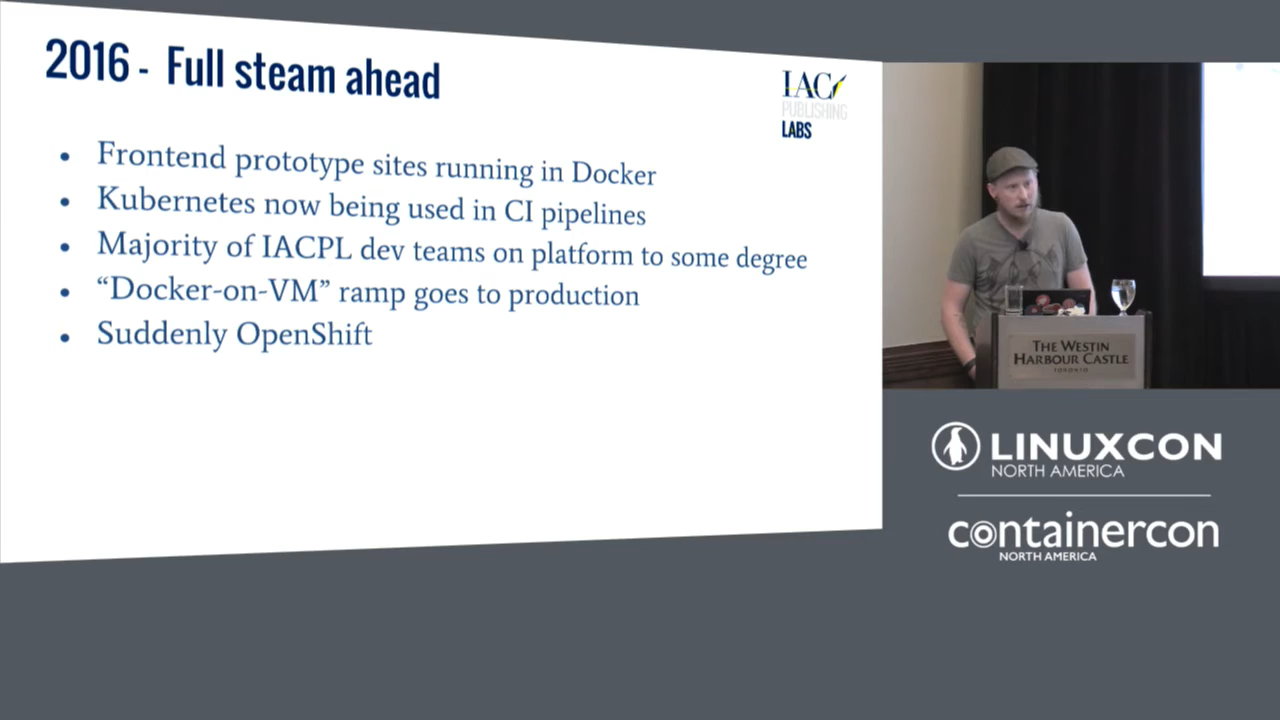 2016 - Full steam ahead
IAC
PUBLISHING
LABS
• Frontend prototype sites running in Docker
• Kubernetes now being used in CI pipelines
• Majority of IACPL dev teams on platform to some degree
• “Docker-on-VM” ramp goes to production
• Suddenly OpenShift
THE WESTIN
HARBOUR CASTLE
TORONTO
LINUXCON
NORTH AMERICA
containercon
NORTH AMERICA